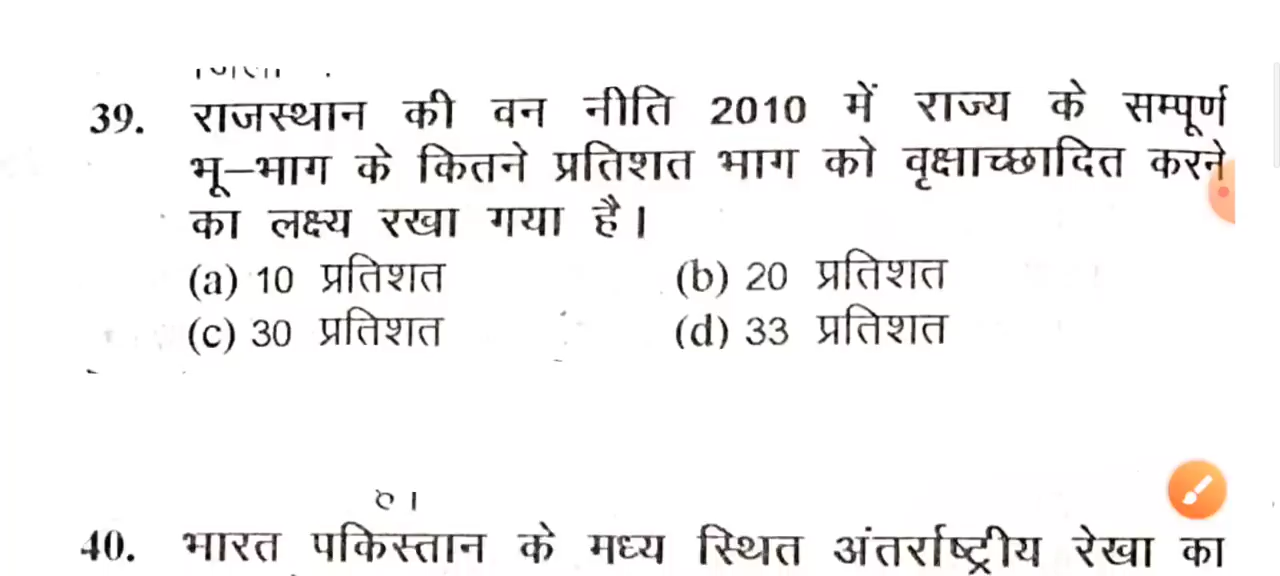 39. राजस्थान की वन नीति 2010 में राज्य के सम्पूर्ण
भू–भाग के कितने प्रतिशत भाग को वृक्षाच्छादित करने
का लक्ष्य रखा गया है।
(a) 10 प्रतिशत (b) 20 प्रतिशत
(c) 30 प्रतिशत (d) 33 प्रतिशत
40. भारत पकिस्तान के मध्य स्थित अंतर्राष्ट्रीय रेखा का